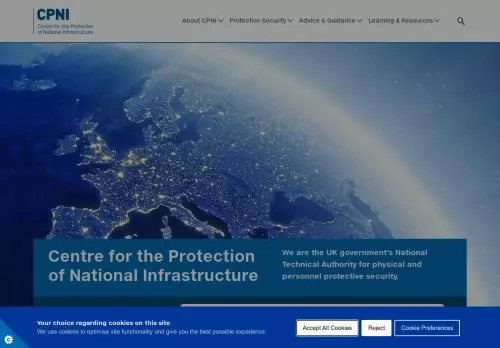 CPNI
Centre for the Protection
of National Infrastructure
About CPNI
Protective Security
Advice & Guidance
Learning & Resources
Centre for the Protection
of National Infrastructure
We are the UK government's National
Technical Authority for physical and
personnel protective security.
Your choice regarding cookies on this site
We use cookies to optimise site functionality and give you the best possible experience
Accept All Cookies
Reject
Cookie Preferences